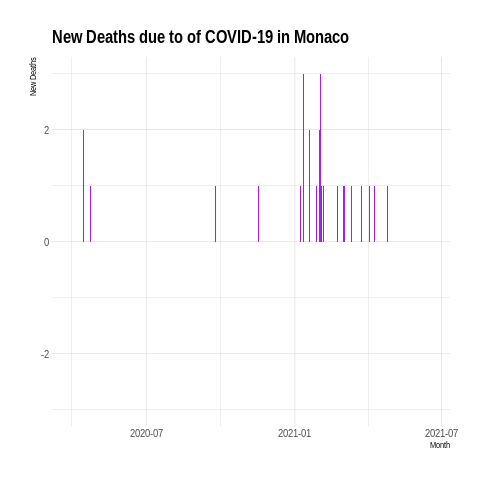 New Deaths due to of COVID-19 in Monaco
New Deaths
2
0
-2
2020-07
2021-01
2021-07
Month